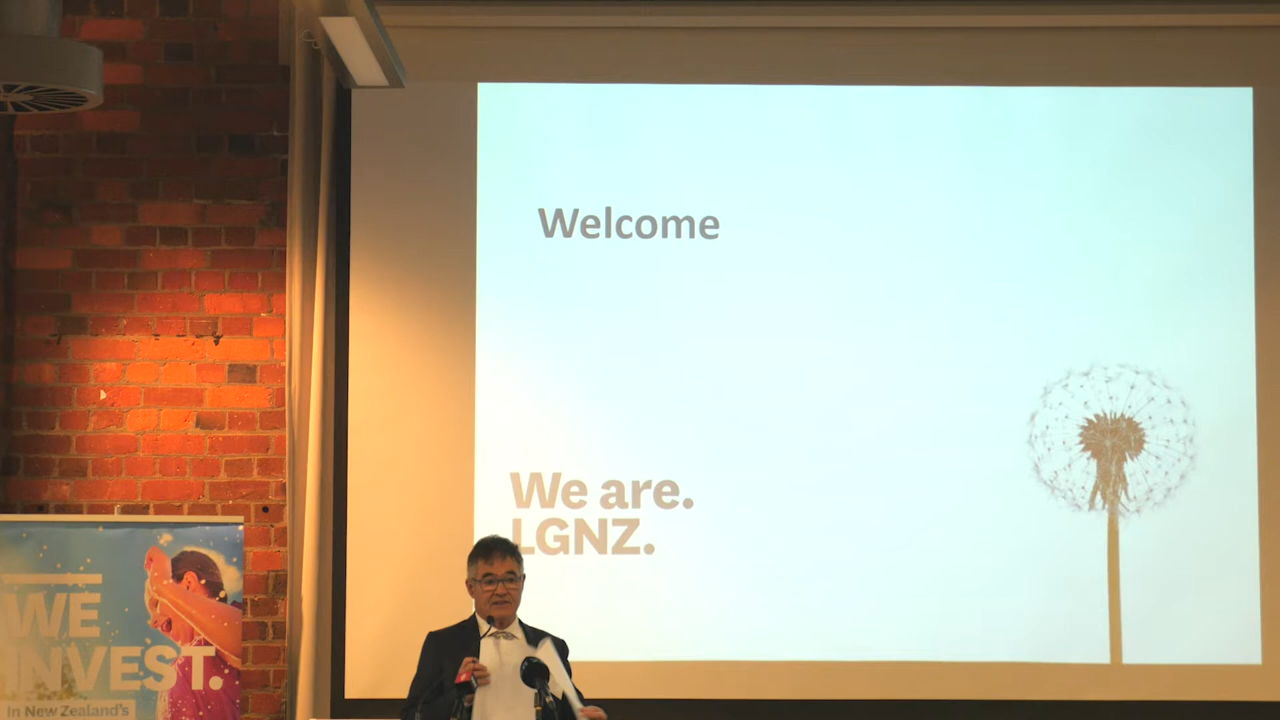 Welcome
We are.
LGNZ.
WE
INVEST.
In New Zealand's